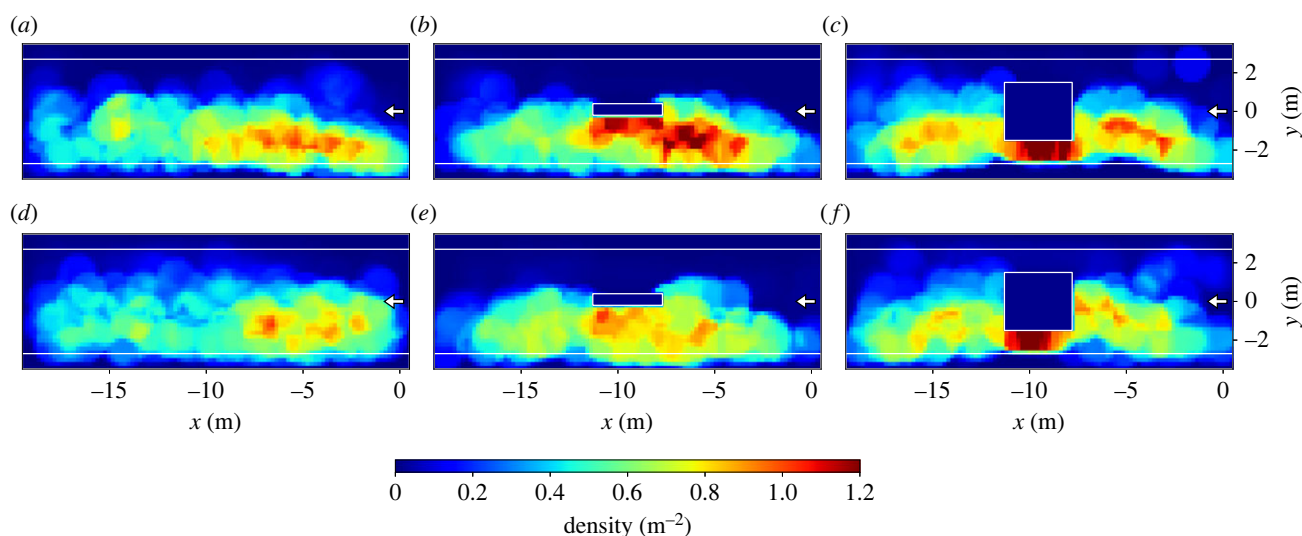 (a) (b) (c)
2
0
–2
y (m)
(d) (e) (f)
2
0
–2
y (m)
–15 –10 –5 0 –15 –10 –5 0 –15 –10 –5 0
x (m) x (m) x (m)
0 0.2 0.4 0.6 0.8 1.0 1.2
density (m–2)